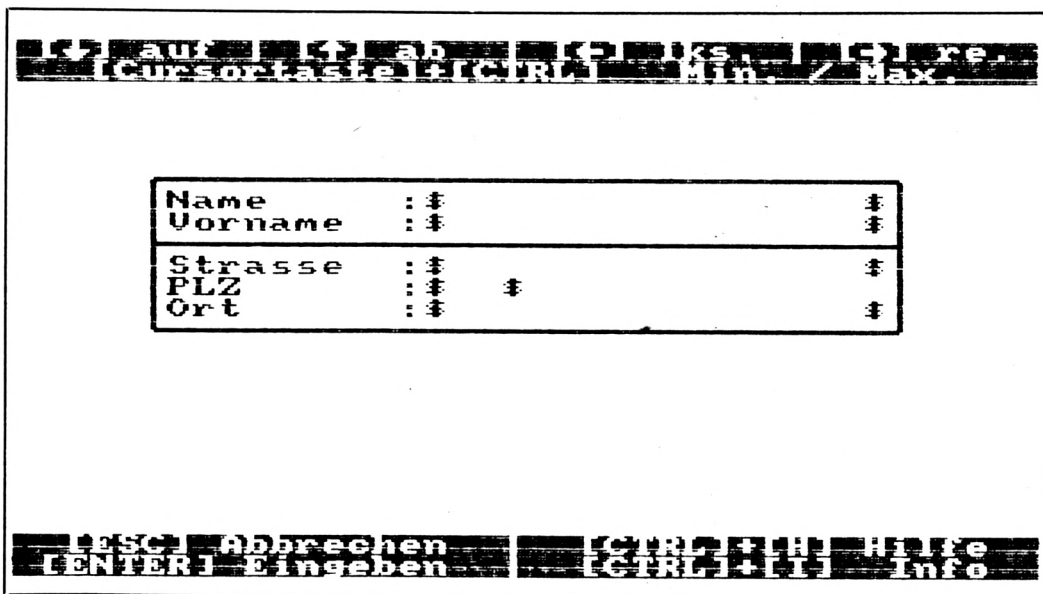 [↓] auf | [↑] ab | [←] lks. | [→] re.
[Cursortaste]+[CTRL] Min. / Max.
Name :‡ ‡
Vorname :‡ ‡
Strasse :‡ ‡
PLZ :‡ ‡
Ort :‡ ‡
[ESC] Abbrechen | [CTRL]+[H] Hilfe
[ENTER] Eingeben | [CTRL]+[I] Info